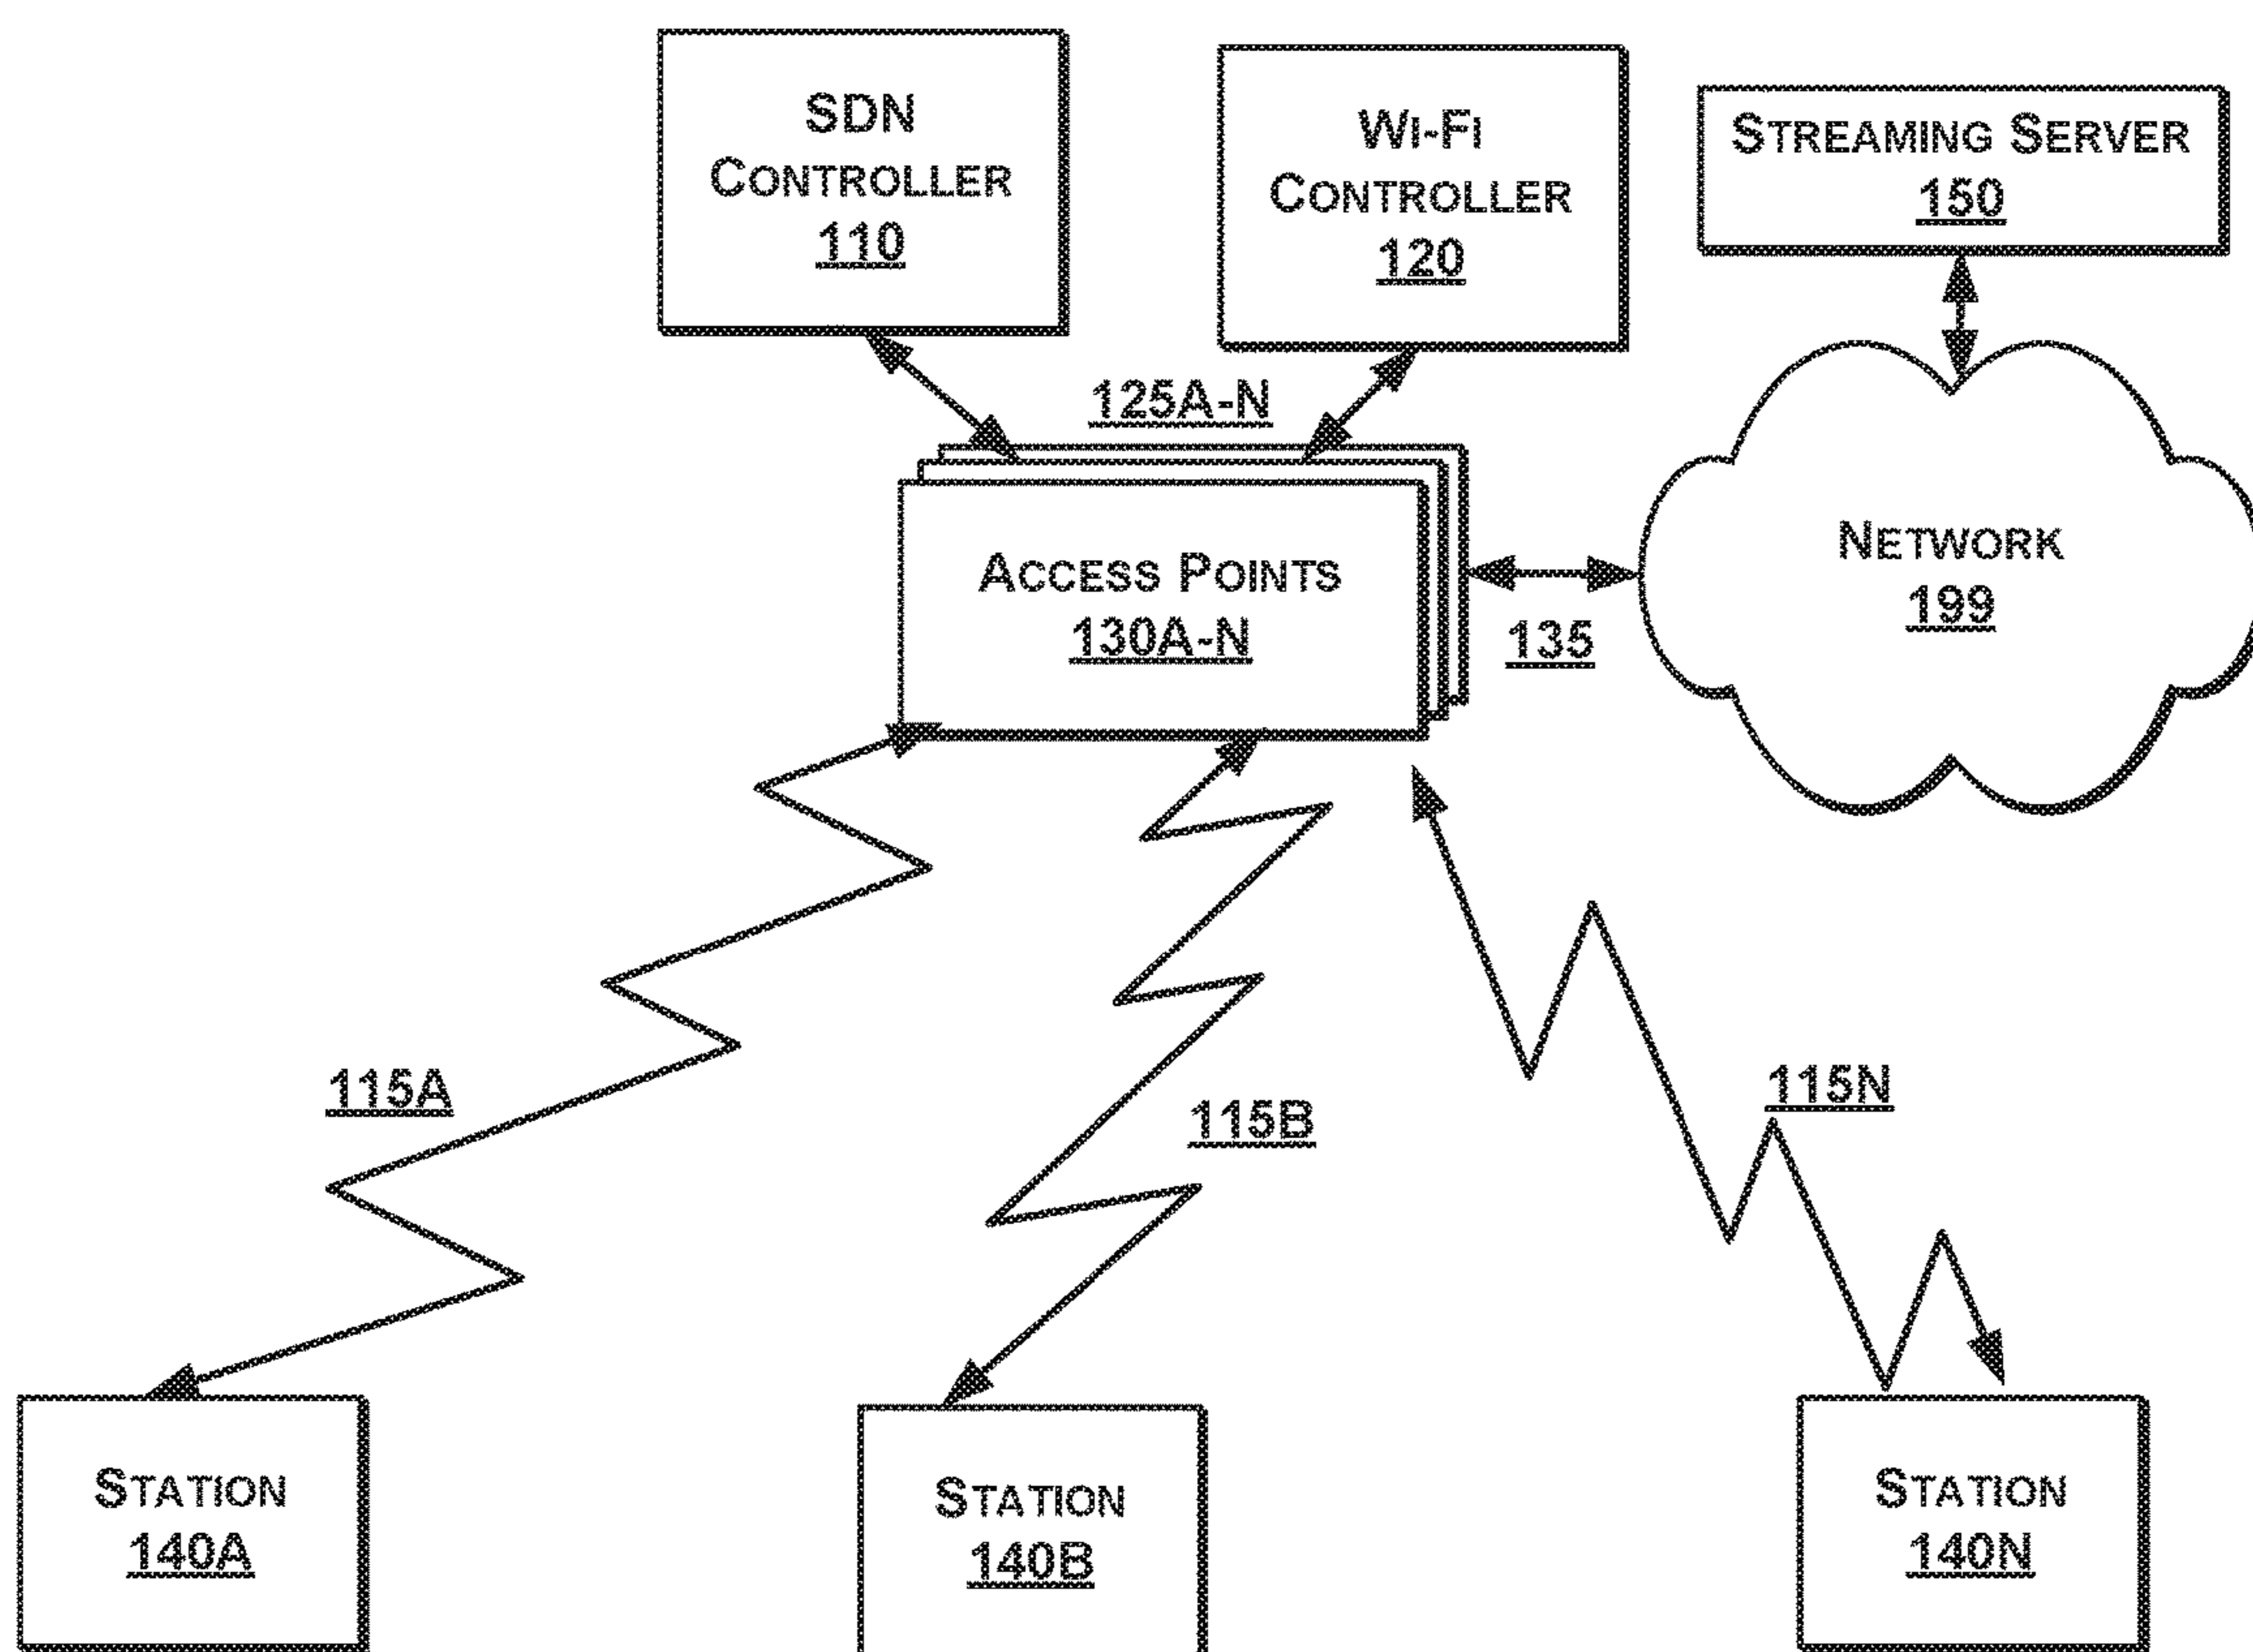 SDN
CONTROLLER
110
WI-FI
CONTROLLER
120
STREAMING SERVER
150
125A-N
ACCESS POINTS
130A-N
135
NETWORK
199
115A
115B
115N
STATION
140A
STATION
140B
STATION
140N